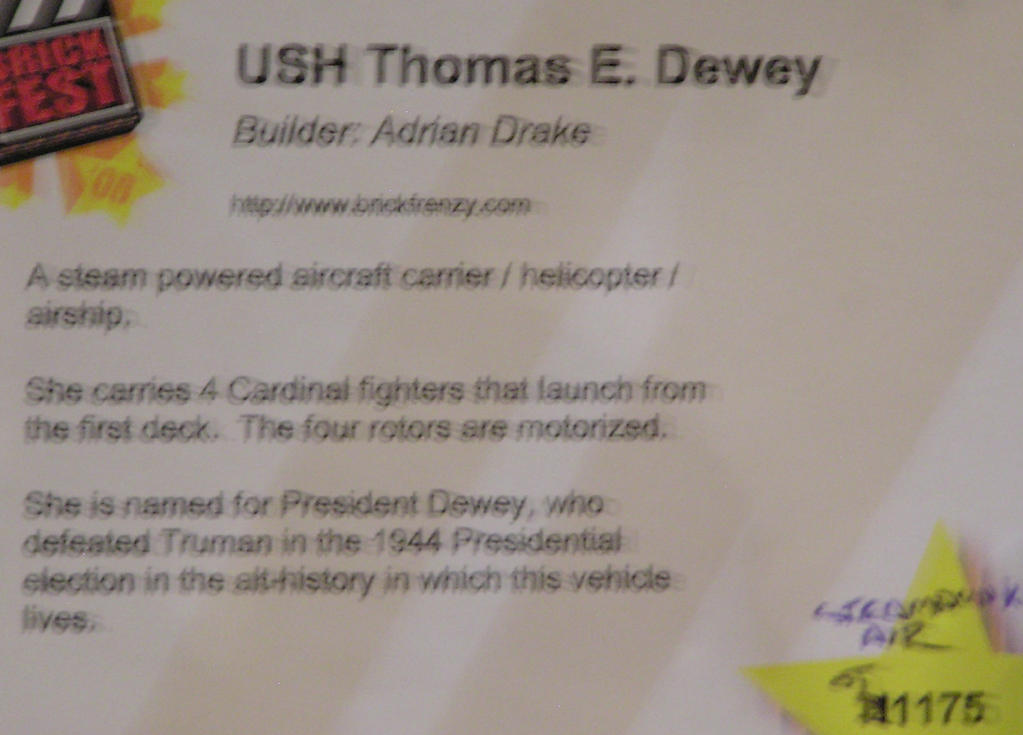 BRICK
FEST
'08
USH Thomas E. Dewey
Builder: Adrian Drake
http://www.brickfrenzy.com
A steam powered aircraft carrier / helicopter /
airship.
She carries 4 Cardinal fighters that launch from
the first deck.  The four rotors are motorized.
She is named for President Dewey, who
defeated Truman in the 1944 Presidential
election in the alt-history in which this vehicle
lives.
STEAMPUNK
AIR
1175